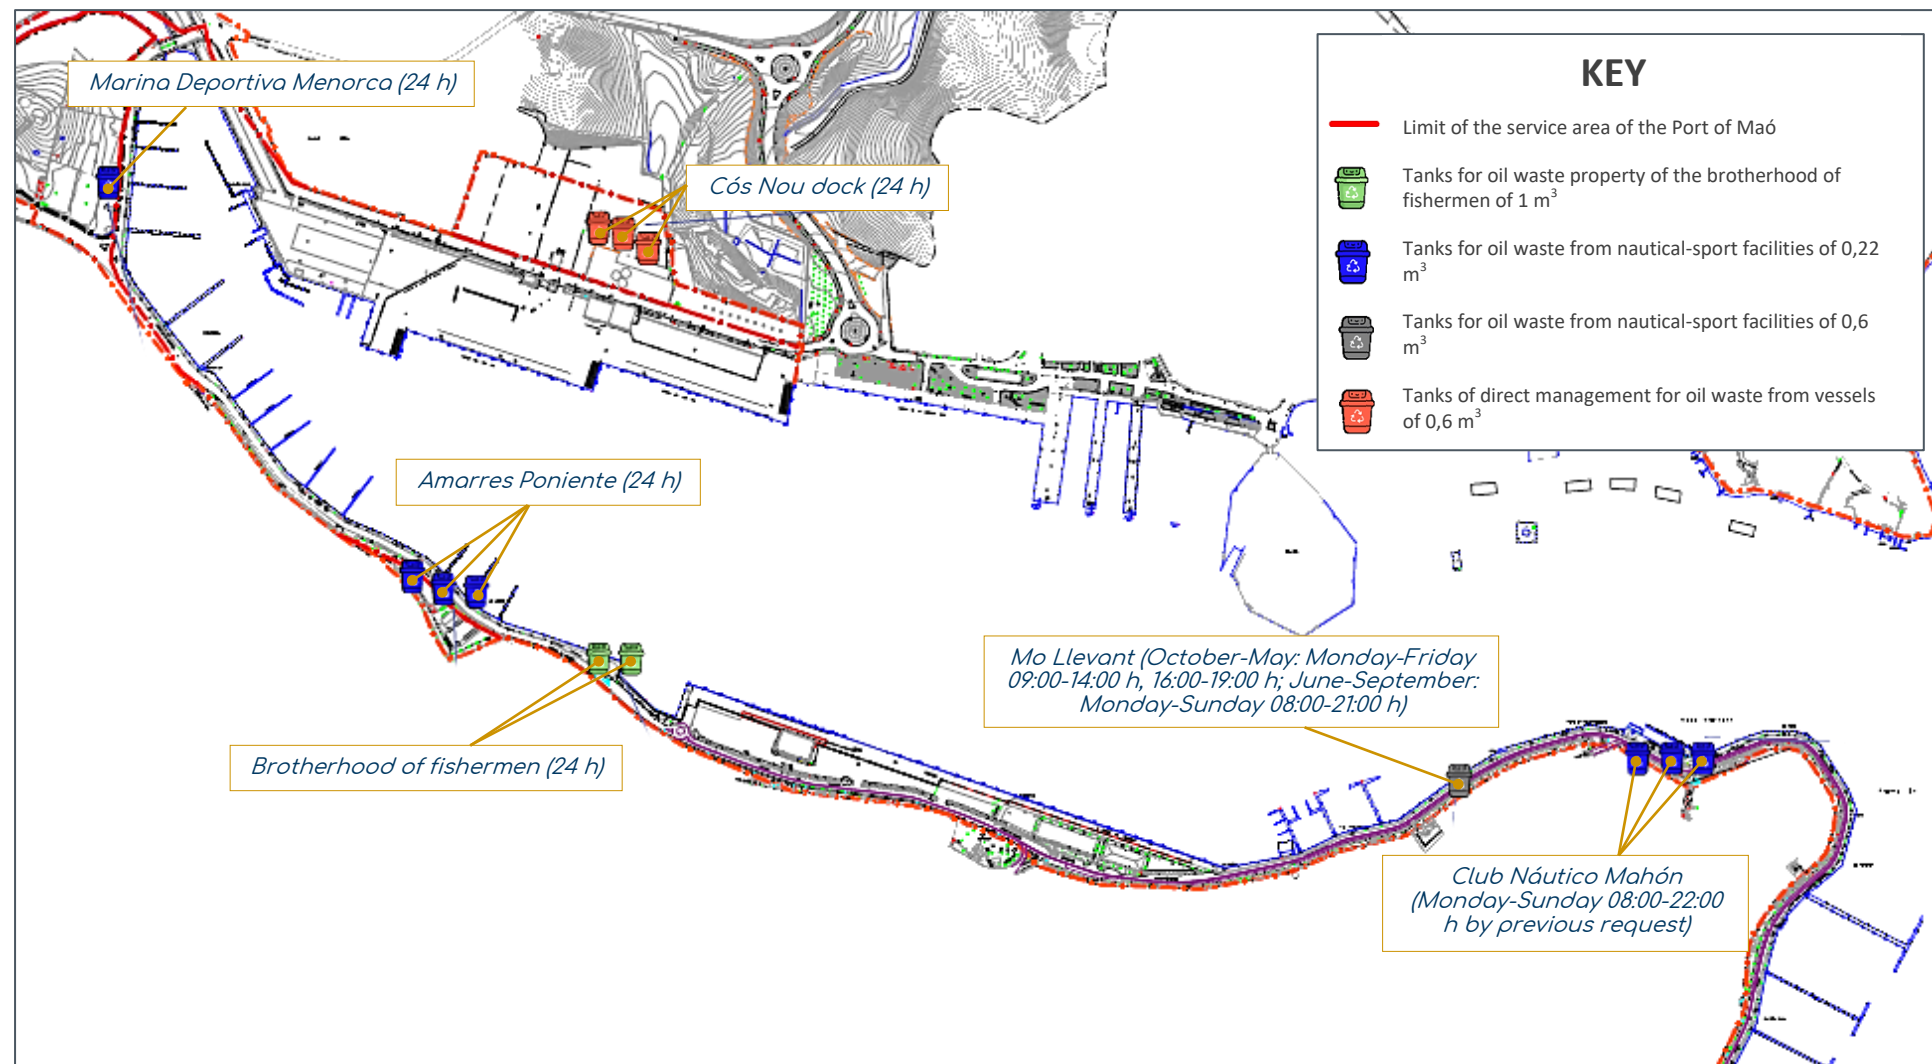 Marina Deportiva Menorca (24 h)
Cós Nou dock (24 h)
Amarres Poniente (24 h)
Brotherhood of fishermen (24 h)
Mo Llevant (October-May: Monday-Friday
09:00-14:00 h, 16:00-19:00 h; June-September:
Monday-Sunday 08:00-21:00 h)
Club Náutico Mahón
(Monday-Sunday 08:00-22:00
h by previous request)
KEY
Limit of the service area of the Port of Maó
Tanks for oil waste property of the brotherhood of
fishermen of 1 m³
Tanks for oil waste from nautical-sport facilities of 0,22
m³
Tanks for oil waste from nautical-sport facilities of 0,6
m³
Tanks of direct management for oil waste from vessels
of 0,6 m³